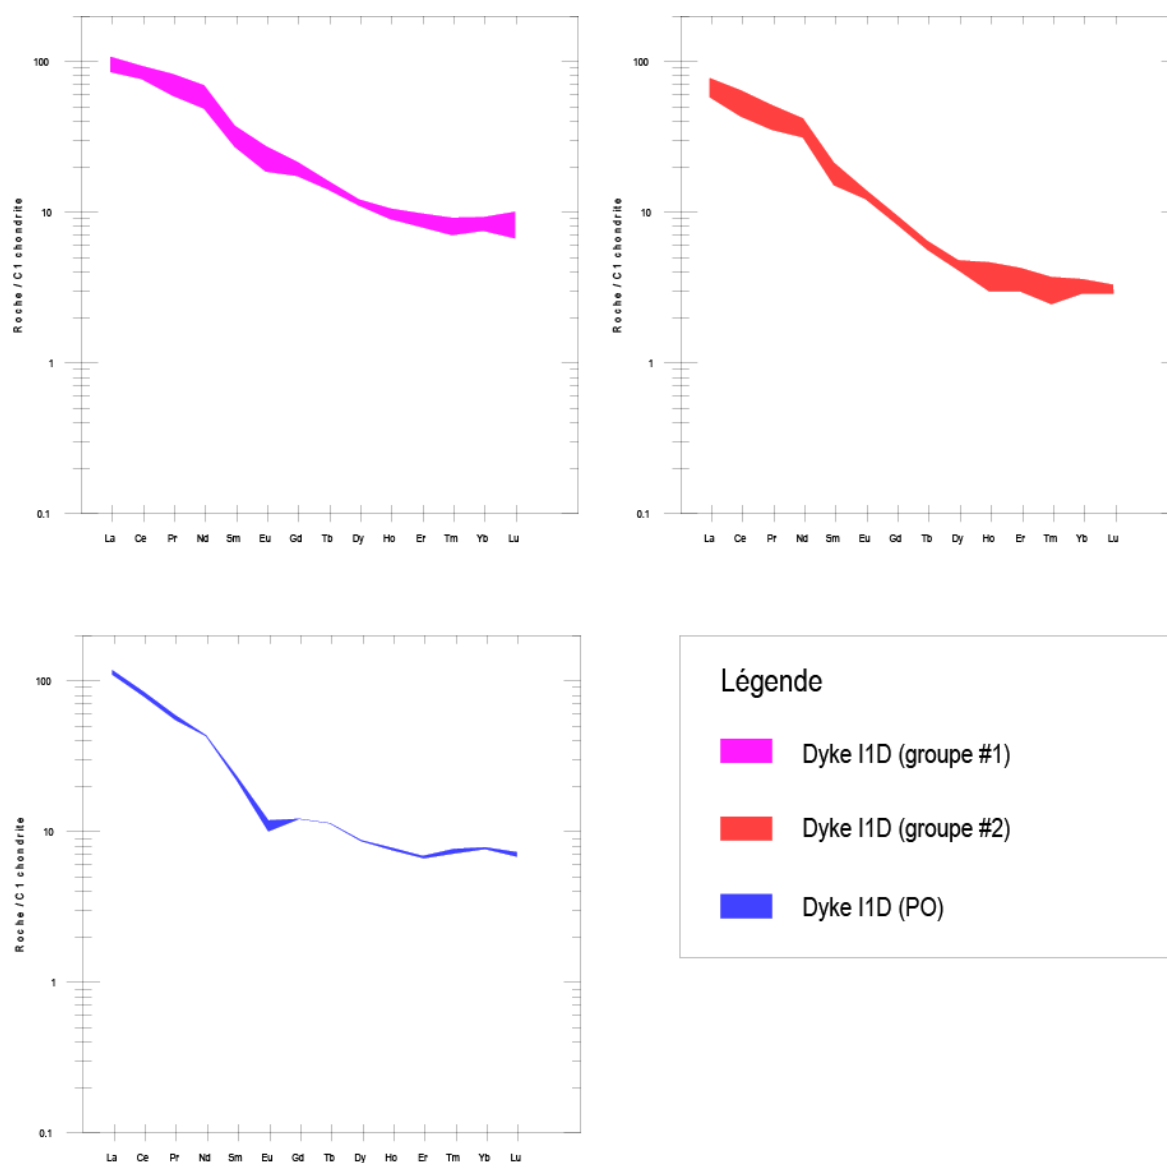 100
10
1
0.1
Roche / C1 chondrite
La Ce Pr Nd Sm Eu Gd Tb Dy Ho Er Tm Yb Lu
100
10
1
0.1
Roche / C1 chondrite
La Ce Pr Nd Sm Eu Gd Tb Dy Ho Er Tm Yb Lu
100
10
1
0.1
Roche / C1 chondrite
La Ce Pr Nd Sm Eu Gd Tb Dy Ho Er Tm Yb Lu
Légende
Dyke I1D (groupe #1)
Dyke I1D (groupe #2)
Dyke I1D (PO)